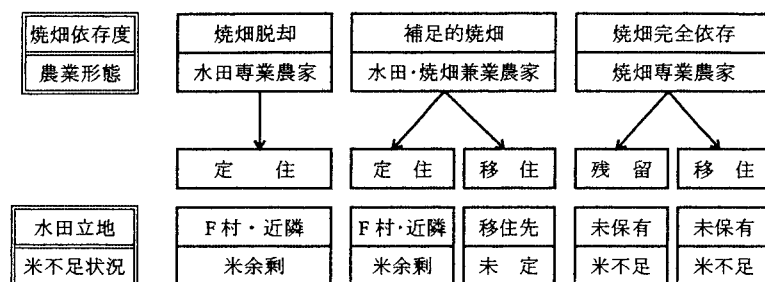 焼畑依存度 焼畑脱却 補足的焼畑 焼畑完全依存
農業形態 水田専業農家 水田・焼畑兼業農家 焼畑専業農家
定 住 定 住 移 住 残 留 移 住
水田立地 F村・近隣 F村・近隣 移住先 未保有 未保有
米不足状況 米余剰 米余剰 未 定 米不足 米不足